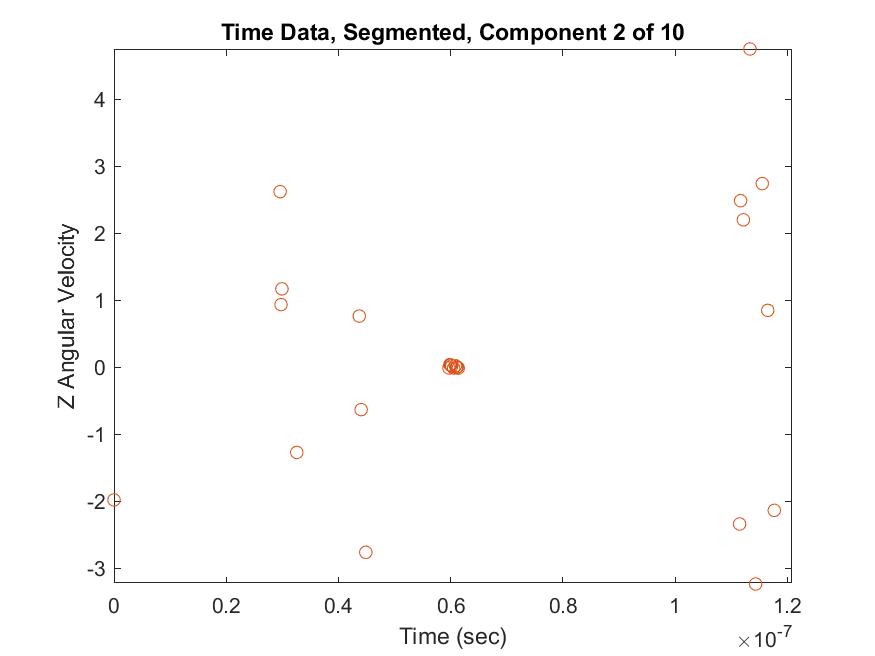 Time Data, Segmented, Component 2 of 10
Z Angular Velocity
4
3
2
1
0
-1
-2
-3
0 0.2 0.4 0.6 0.8 1 1.2
Time (sec)
×10-7